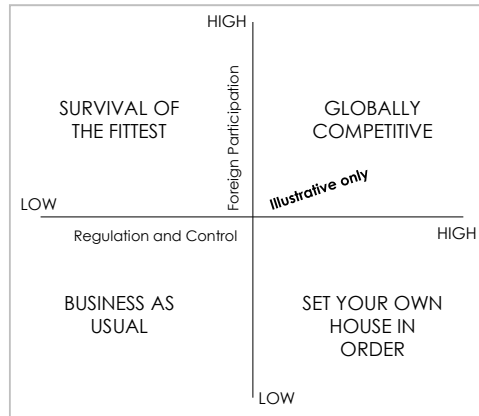 HIGH
SURVIVAL OF
THE FITTEST
Foreign Participation
GLOBALLY
COMPETITIVE
Illustrative only
LOW
Regulation and Control
HIGH
BUSINESS AS
USUAL
SET YOUR OWN
HOUSE IN
ORDER
LOW